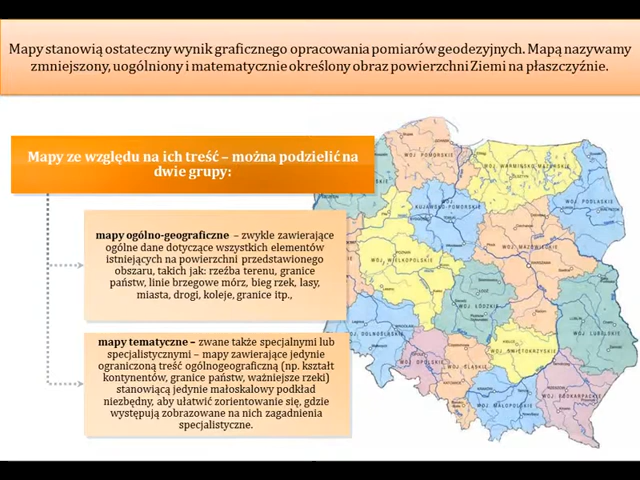 Mapy stanowią ostateczny wynik graficznego opracowania pomiarów geodezyjnych. Mapą nazywamy
zmniejszony, uogólniony i matematycznie określony obraz powierzchni Ziemi na płaszczyźnie.
Mapy ze względu na ich treść – można podzielić na
dwie grupy:
mapy ogólno-geograficzne – zwykle zawierające
ogólne dane dotyczące wszystkich elementów
istniejących na powierzchni przedstawionego
obszaru, takich jak: rzeźba terenu, granice
państw, linie brzegowe mórz, bieg rzek, lasy,
miasta, drogi, koleje, granice itp.,
mapy tematyczne – zwane także specjalnymi lub
specjalistycznymi – mapy zawierające jedynie
ograniczoną treść ogólnogeograficzną (np. kształt
kontynentów, granice państw, ważniejsze rzeki)
stanowiącą jedynie małoskalowy podkład
niezbędny, aby ułatwić zorientowanie się, gdzie
występują zobrazowane na nich zagadnienia
specjalistyczne.
WOJ. POMORSKIE
WOJ. WARMIŃSKO-MAZURSKIE
WOJ. PODLASKIE
WOJ.
KUJAWSKO-POMORSKIE
WOJ. MAZOWIECKIE
WOJ. WIELKOPOLSKIE
WOJ. ŁÓDZKIE
WOJ. LUBELSKIE
DOLNOŚLĄSKIE
WOJ. OPOLSKIE
WOJ. ŚWIĘTOKRZYSKIE
WOJ. ŚLĄSKIE
WOJ. MAŁOPOLSKIE
WOJ. PODKARPACKIE